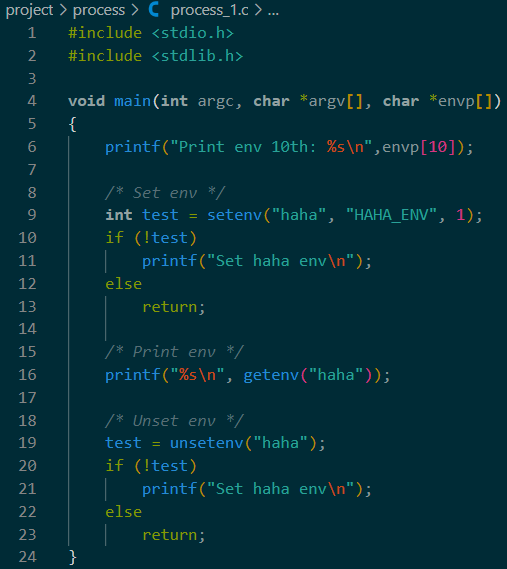 project > process > C process_1.c > ...
1 #include <stdio.h>
2 #include <stdlib.h>
3
4 void main(int argc, char *argv[], char *envp[])
5 {
6     printf("Print env 10th: %s\n",envp[10]);
7
8     /* Set env */
9     int test = setenv("haha", "HAHA_ENV", 1);
10     if (!test)
11         printf("Set haha env\n");
12     else
13         return;
14
15     /* Print env */
16     printf("%s\n", getenv("haha"));
17
18     /* Unset env */
19     test = unsetenv("haha");
20     if (!test)
21         printf("Set haha env\n");
22     else
23         return;
24 }